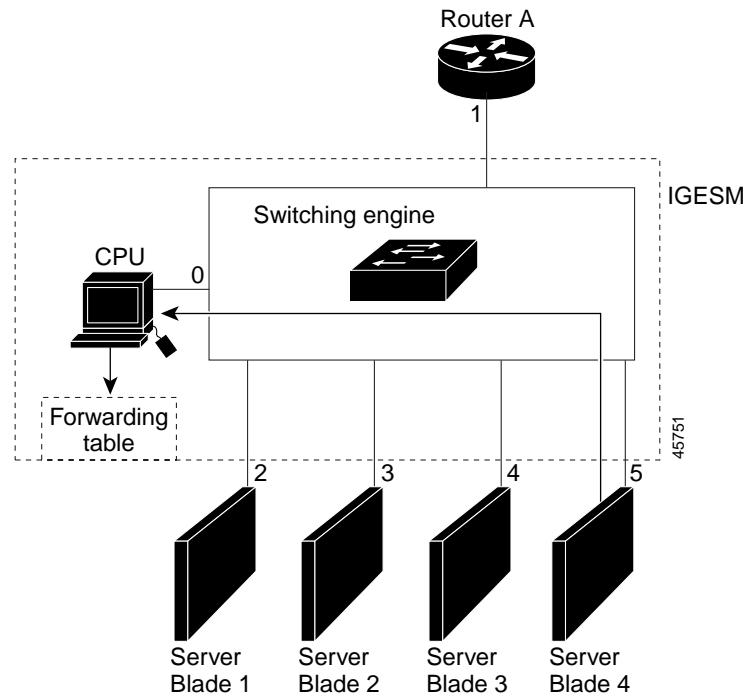 Router A
1
IGESM
Switching engine
CPU
0
Forwarding
table
45751
2
3
4
5
Server
Blade 1
Server
Blade 2
Server
Blade 3
Server
Blade 4